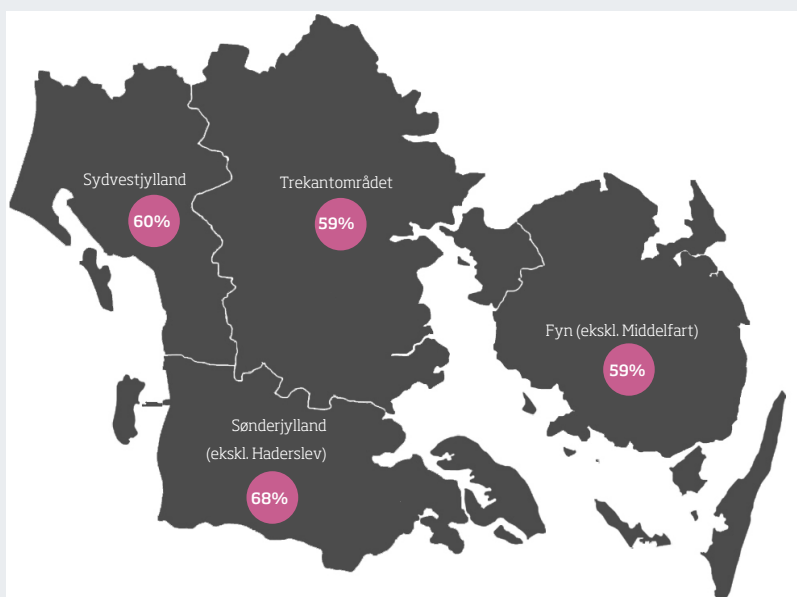 Sydvestjylland
60%
Trekantområdet
59%
Fyn (ekskl. Middelfart)
59%
Sønderjylland
(ekskl. Haderslev)
68%